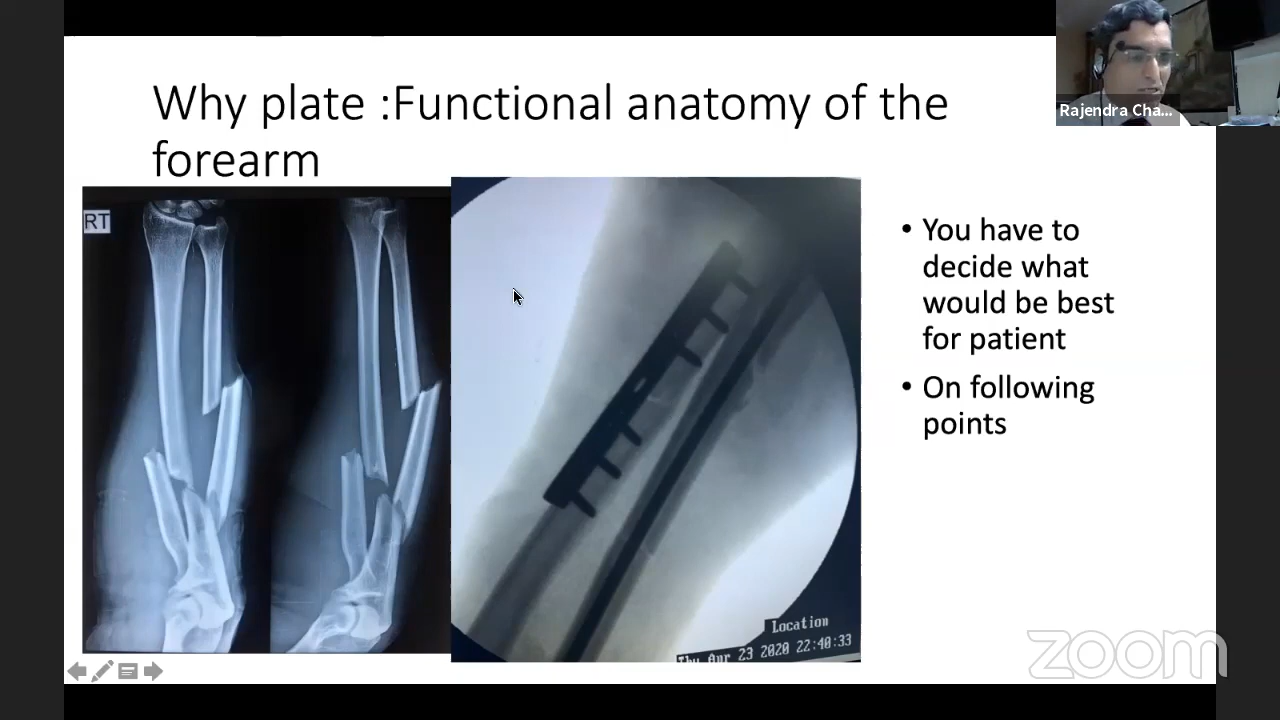 Why plate :Functional anatomy of the
forearm
Rajendra Cha...
RT
• You have to
decide what
would be best
for patient
• On following
points
Location
Thu Apr 23 2020 22:40:33
zoom